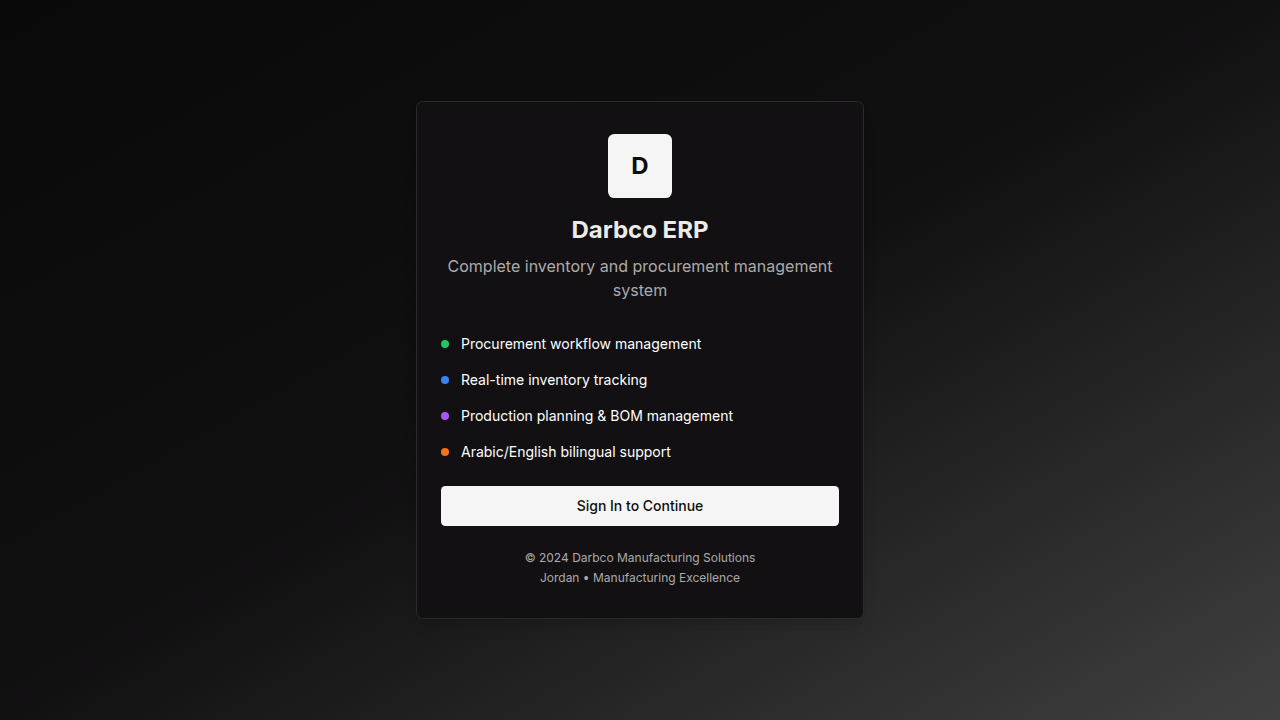 D
Darbco ERP
Complete inventory and procurement management
system
Procurement workflow management
Real-time inventory tracking
Production planning & BOM management
Arabic/English bilingual support
Sign In to Continue
© 2024 Darbco Manufacturing Solutions
Jordan • Manufacturing Excellence